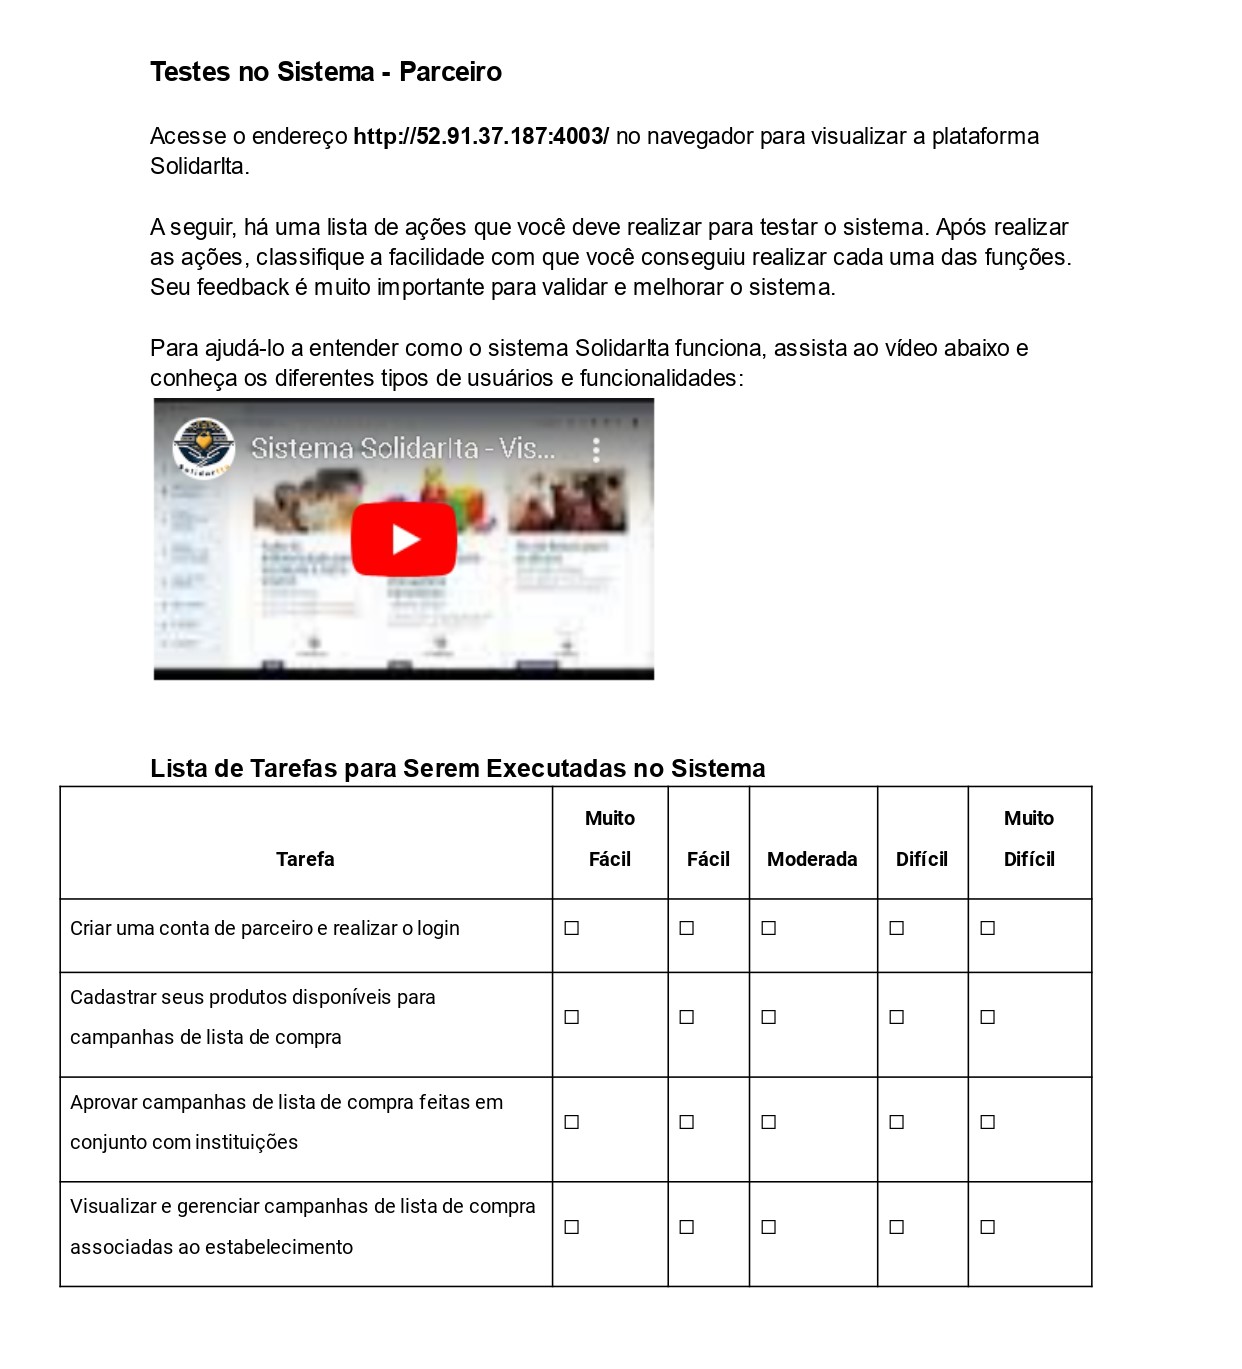 Testes no Sistema - Parceiro
Acesse o endereço http://52.91.37.187:4003/ no navegador para visualizar a plataforma
SolidarIta.
A seguir, há uma lista de ações que você deve realizar para testar o sistema. Após realizar
as ações, classifique a facilidade com que você conseguiu realizar cada uma das funções.
Seu feedback é muito importante para validar e melhorar o sistema.
Para ajudá-lo a entender como o sistema SolidarIta funciona, assista ao vídeo abaixo e
conheça os diferentes tipos de usuários e funcionalidades:
Sistema SolidarIta - Vis...
SolidarIta
Lista de Tarefas para Serem Executadas no Sistema
Tarefa
Muito
Fácil
Fácil
Moderada
Difícil
Muito
Difícil
Criar uma conta de parceiro e realizar o login
☐ ☐ ☐ ☐ ☐
Cadastrar seus produtos disponíveis para
campanhas de lista de compra
☐ ☐ ☐ ☐ ☐
Aprovar campanhas de lista de compra feitas em
conjunto com instituições
☐ ☐ ☐ ☐ ☐
Visualizar e gerenciar campanhas de lista de compra
associadas ao estabelecimento
☐ ☐ ☐ ☐ ☐